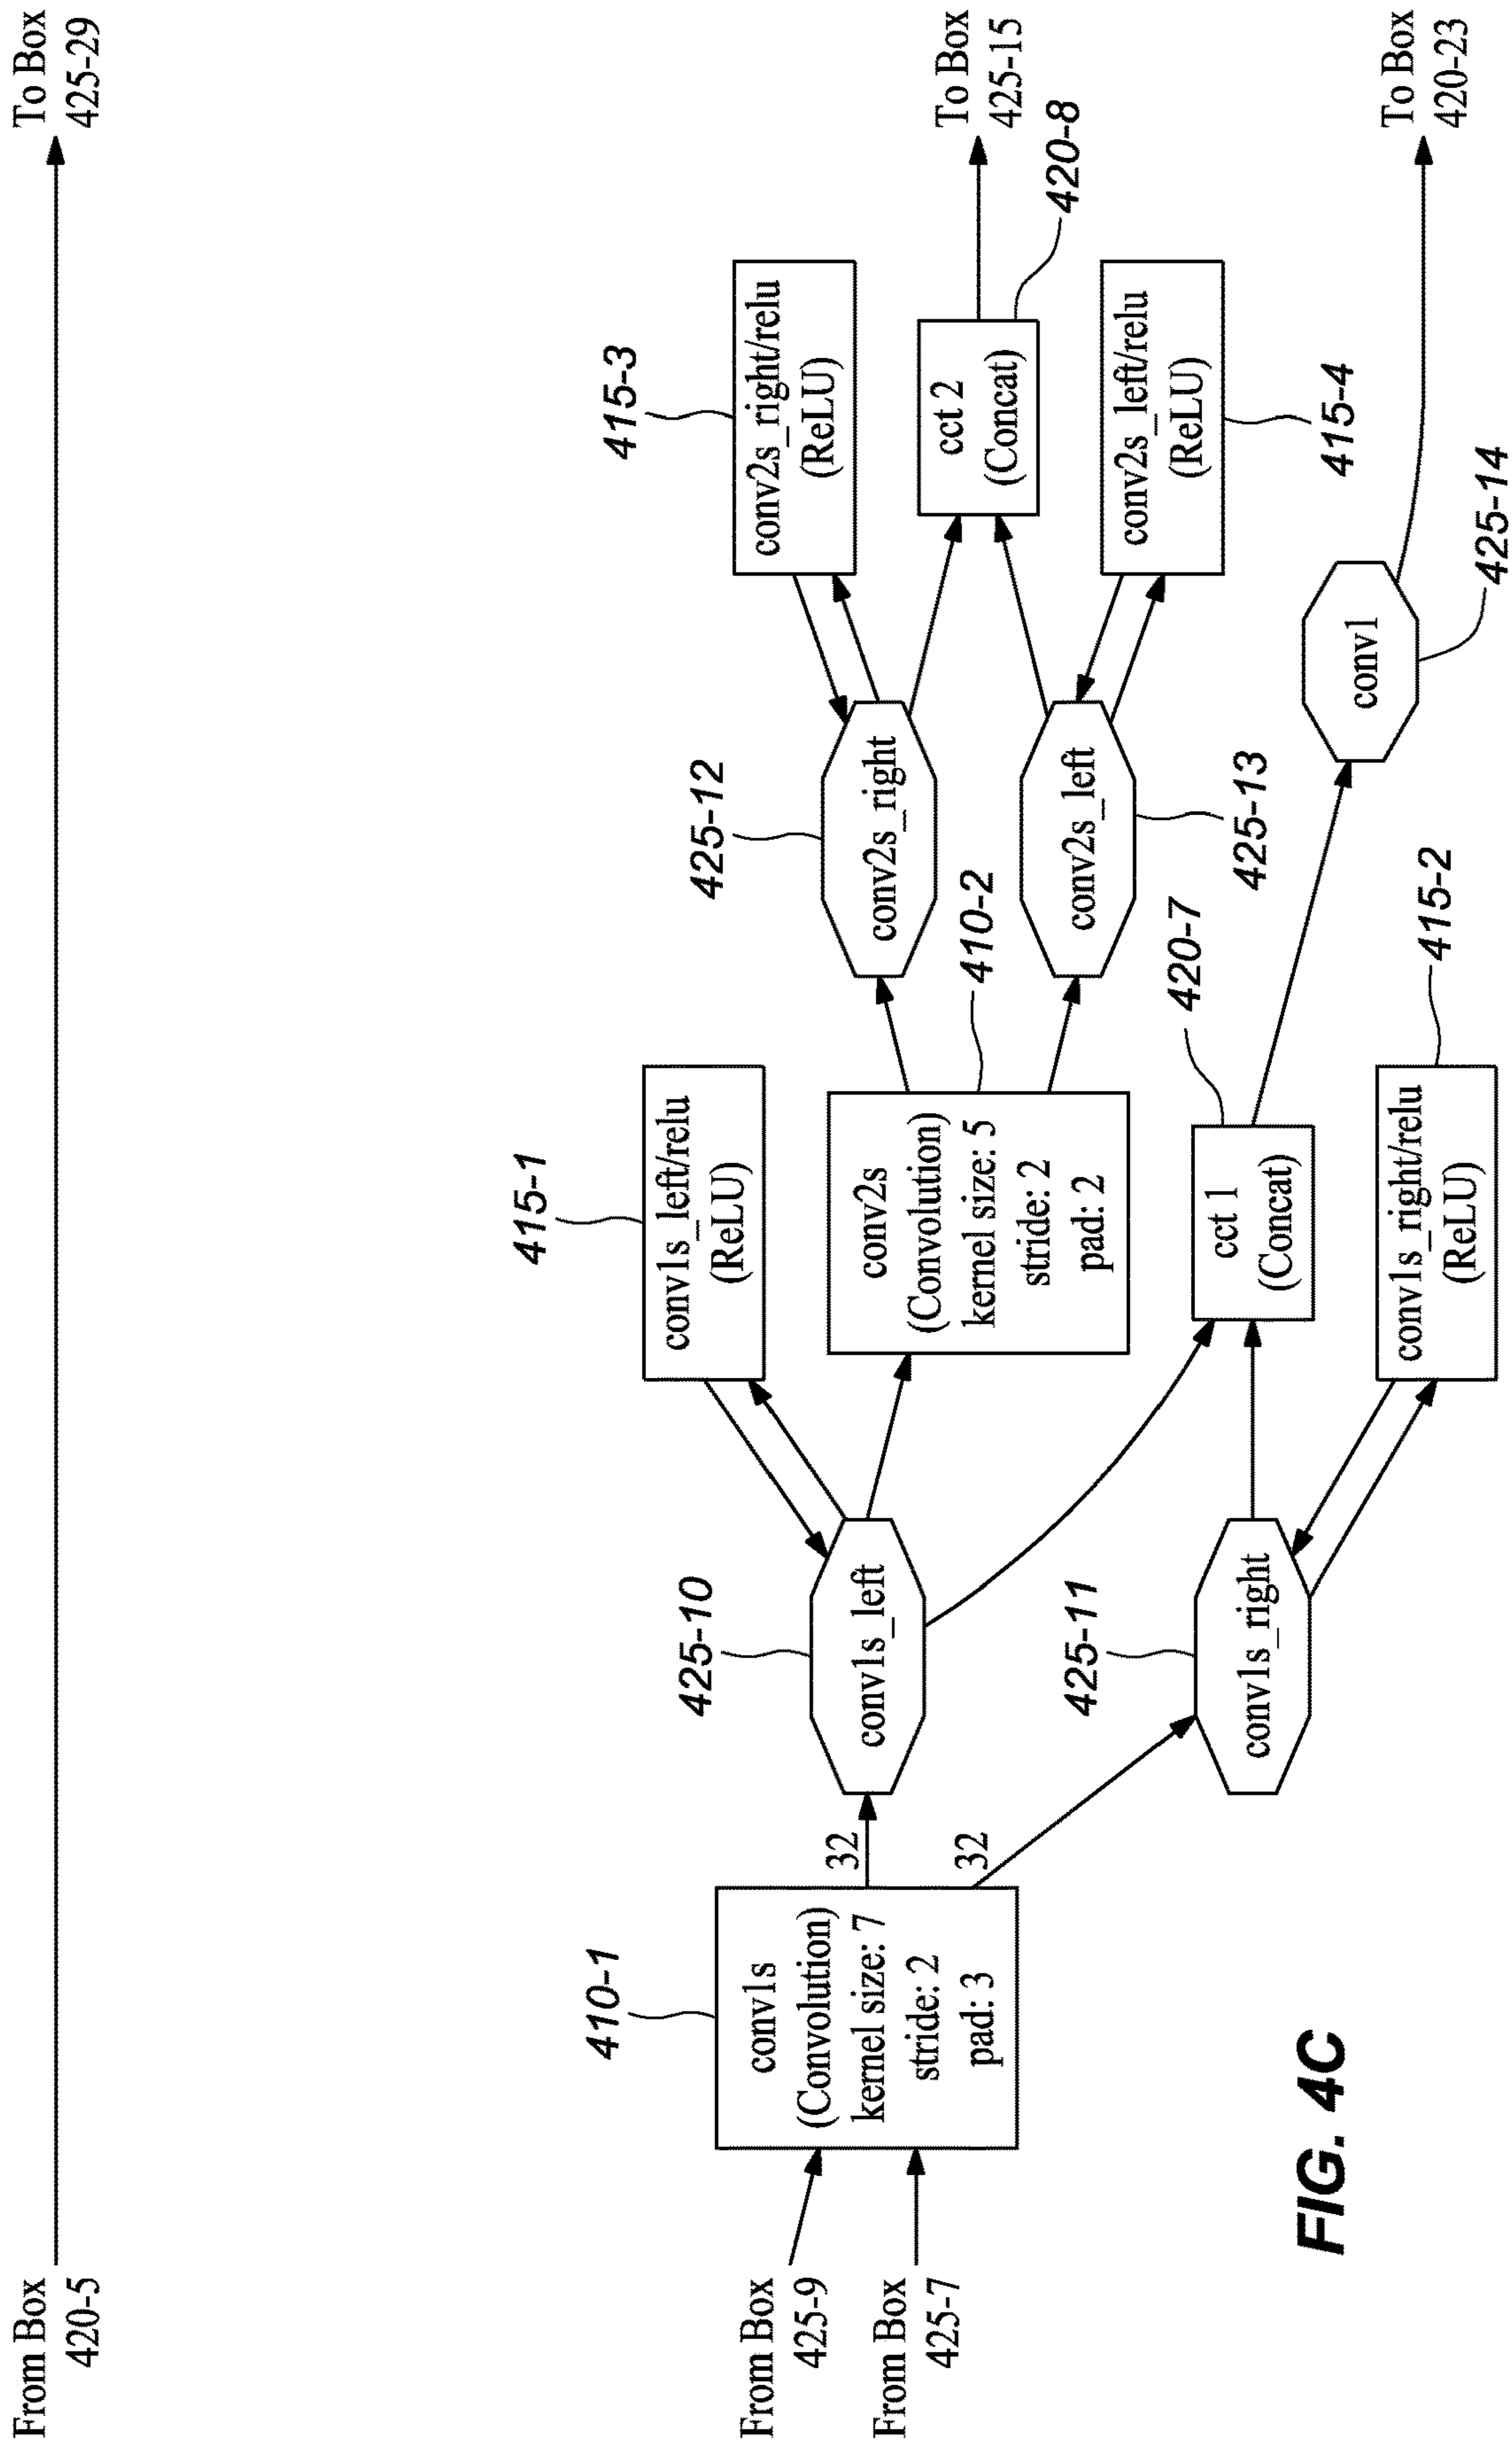 From Box
420-5
To Box
425-29
From Box
425-9
From Box
425-7
410-1
conv1s
(Convolution)
kernel size: 7
stride: 2
pad: 3
32
32
425-10
conv1s_left
425-11
conv1s_right
415-1
conv1s_left/relu
(ReLU)
conv2s
(Convolution)
kernel size: 5
stride: 2
pad: 2
410-2
cct 1
(Concat)
420-7
conv1s_right/relu
(ReLU)
415-2
425-12
conv2s_right
conv2s_left
425-13
415-3
conv2s_right/relu
(ReLU)
cct 2
(Concat)
420-8
conv2s_left/relu
(ReLU)
415-4
conv1
425-14
To Box
425-15
To Box
420-23
FIG. 4C